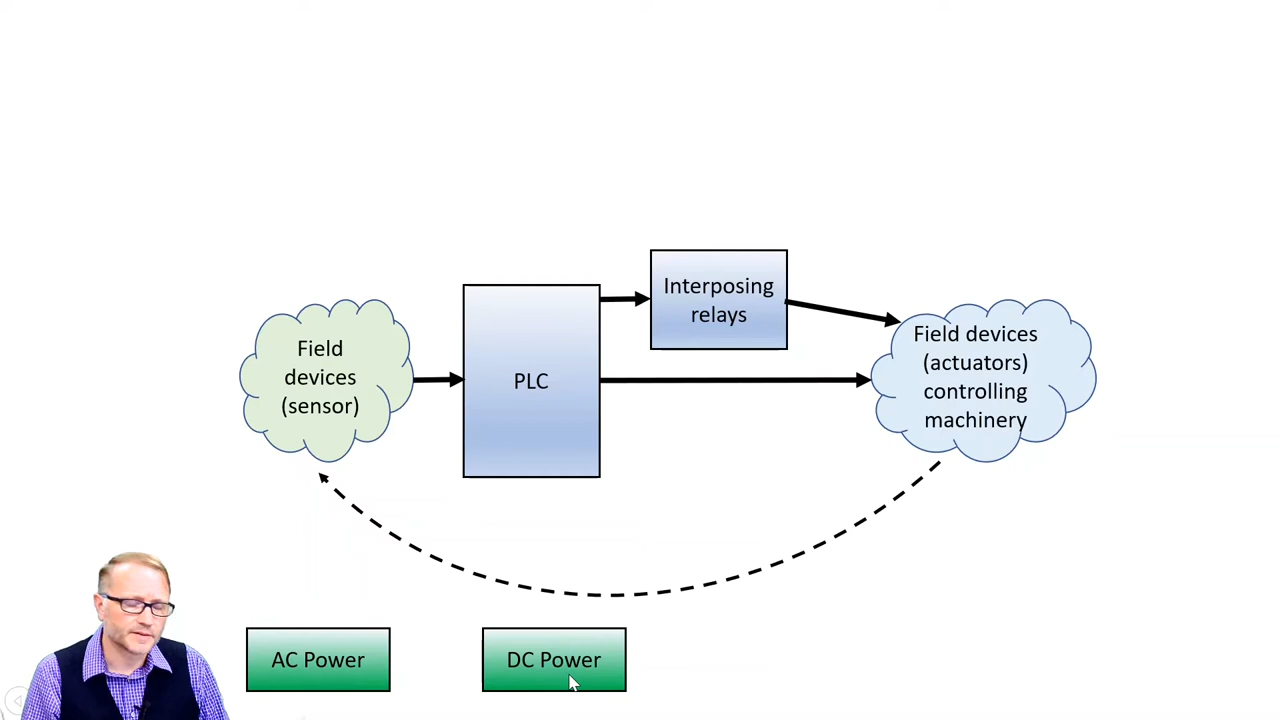 Interposing
relays
Field
devices
(sensor)
PLC
Field devices
(actuators)
controlling
machinery
AC Power
DC Power